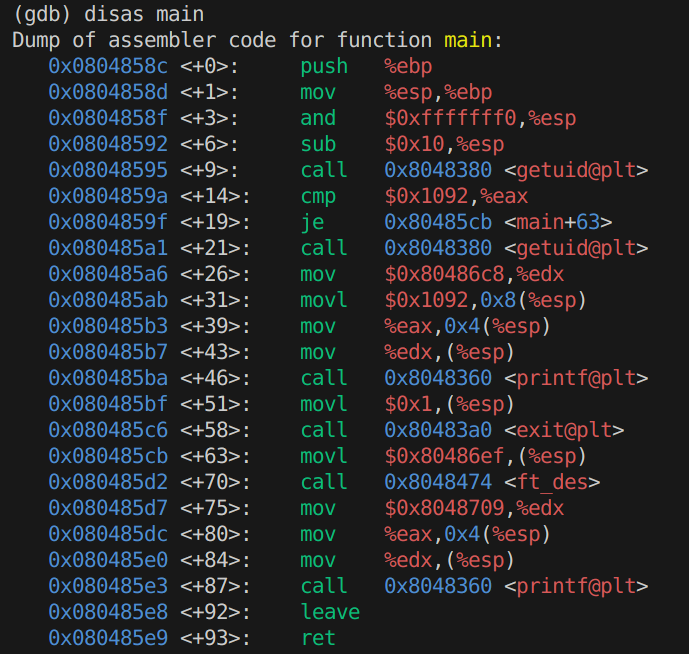 (gdb) disas main
Dump of assembler code for function main:
   0x0804858c <+0>:     push   %ebp
   0x0804858d <+1>:     mov    %esp,%ebp
   0x0804858f <+3>:     and    $0xfffffff0,%esp
   0x08048592 <+6>:     sub    $0x10,%esp
   0x08048595 <+9>:     call   0x8048380 <getuid@plt>
   0x0804859a <+14>:    cmp    $0x1092,%eax
   0x0804859f <+19>:    je     0x80485cb <main+63>
   0x080485a1 <+21>:    call   0x8048380 <getuid@plt>
   0x080485a6 <+26>:    mov    $0x80486c8,%edx
   0x080485ab <+31>:    movl   $0x1092,0x8(%esp)
   0x080485b3 <+39>:    mov    %eax,0x4(%esp)
   0x080485b7 <+43>:    mov    %edx,(%esp)
   0x080485ba <+46>:    call   0x8048360 <printf@plt>
   0x080485bf <+51>:    movl   $0x1,(%esp)
   0x080485c6 <+58>:    call   0x80483a0 <exit@plt>
   0x080485cb <+63>:    movl   $0x80486ef,(%esp)
   0x080485d2 <+70>:    call   0x8048474 <ft_des>
   0x080485d7 <+75>:    mov    $0x8048709,%edx
   0x080485dc <+80>:    mov    %eax,0x4(%esp)
   0x080485e0 <+84>:    mov    %edx,(%esp)
   0x080485e3 <+87>:    call   0x8048360 <printf@plt>
   0x080485e8 <+92>:    leave
   0x080485e9 <+93>:    ret